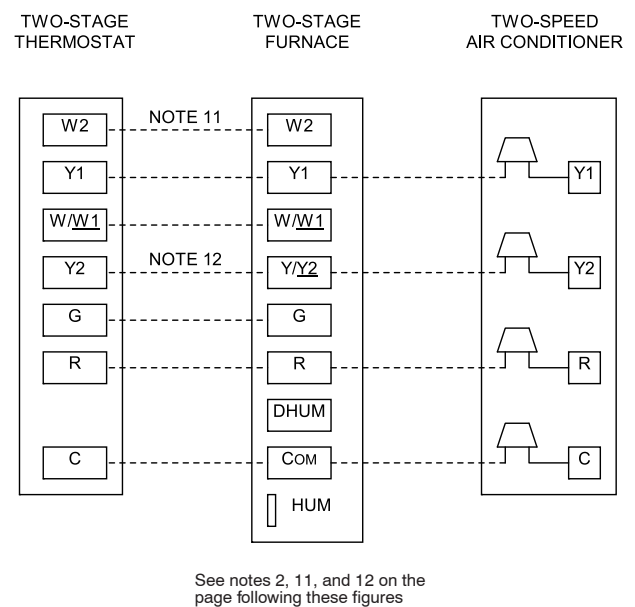 TWO-STAGE
THERMOSTAT
TWO-STAGE
FURNACE
TWO-SPEED
AIR CONDITIONER
W2
NOTE 11
W2
Y1
Y1
Y1
W/W1
W/W1
Y2
NOTE 12
Y/Y2
Y2
G
G
R
R
R
DHUM
C
COM
C
HUM
See notes 2, 11, and 12 on the
page following these figures